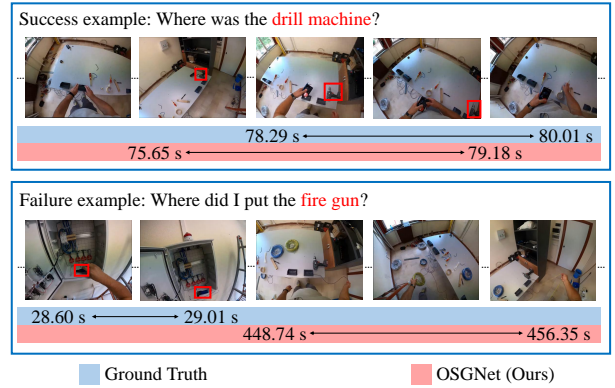 Success example: Where was the drill machine?
78.29 s 80.01 s
75.65 s 79.18 s
Failure example: Where did I put the fire gun?
28.60 s 29.01 s
448.74 s 456.35 s
Ground Truth OSGNet (Ours)